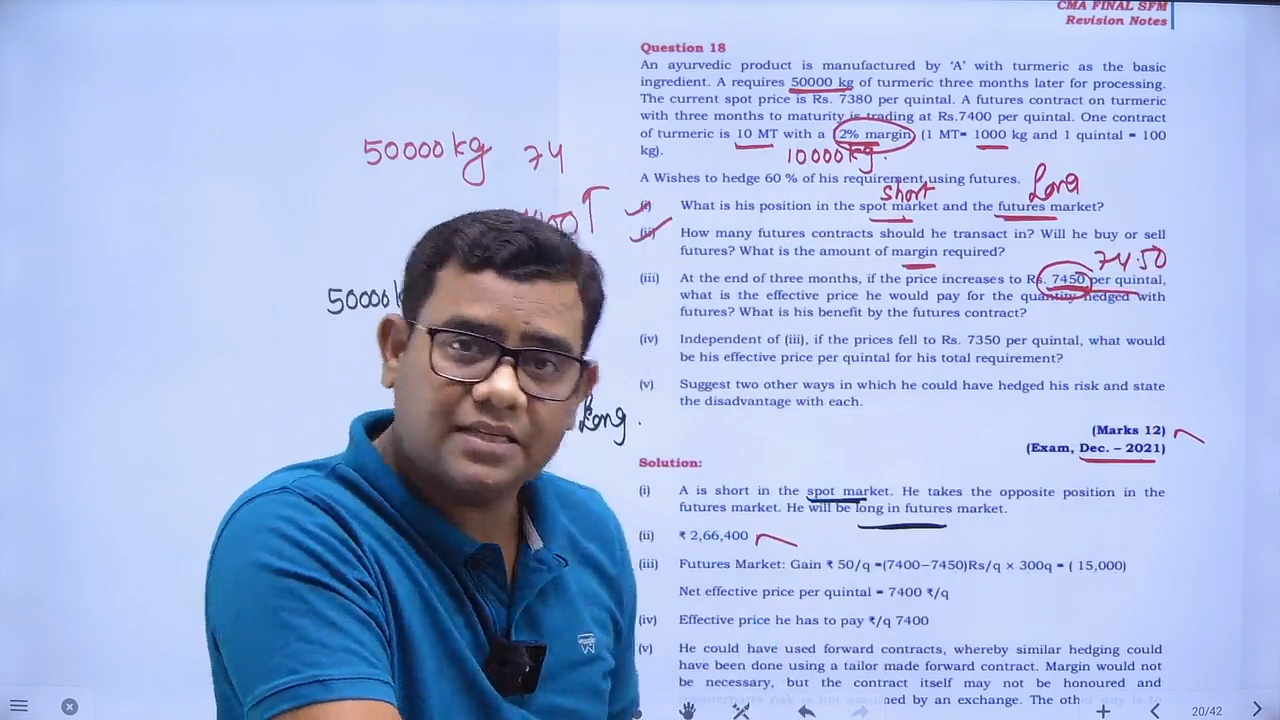 CMA FINAL SFM
Revision Notes
Question 18
An ayurvedic product is manufactured by 'A' with turmeric as the basic
ingredient. A requires 50000 kg of turmeric three months later for processing.
The current spot price is Rs. 7380 per quintal. A futures contract on turmeric
with three months to maturity is trading at Rs.7400 per quintal. One contract
of turmeric is 10 MT with a 2% margin (1 MT= 1000 kg and 1 quintal = 100
kg).
10000kg.
50000kg 74
A Wishes to hedge 60 % of his requirement using futures.
short Long
(i) What is his position in the spot market and the futures market?
(ii) How many futures contracts should he transact in? Will he buy or sell
futures? What is the amount of margin required?
7450
(iii) At the end of three months, if the price increases to Rs. 7450 per quintal,
what is the effective price he would pay for the quantity hedged with
futures? What is his benefit by the futures contract?
50000k
(iv) Independent of (iii), if the prices fell to Rs. 7350 per quintal, what would
be his effective price per quintal for his total requirement?
(v) Suggest two other ways in which he could have hedged his risk and state
the disadvantage with each.
Long.
(Marks 12)
(Exam, Dec. – 2021)
Solution:
(i) A is short in the spot market. He takes the opposite position in the
futures market. He will be long in futures market.
(ii) ₹ 2,66,400
(iii) Futures Market: Gain ₹ 50/q =(7400−7450)Rs/q × 300q = ( 15,000)
Net effective price per quintal = 7400 ₹/q
(iv) Effective price he has to pay ₹/q 7400
(v) He could have used forward contracts, whereby similar hedging could
have been done using a tailor made forward contract. Margin would not
be necessary, but the contract itself may not be honoured and
by an exchange. The
20/42